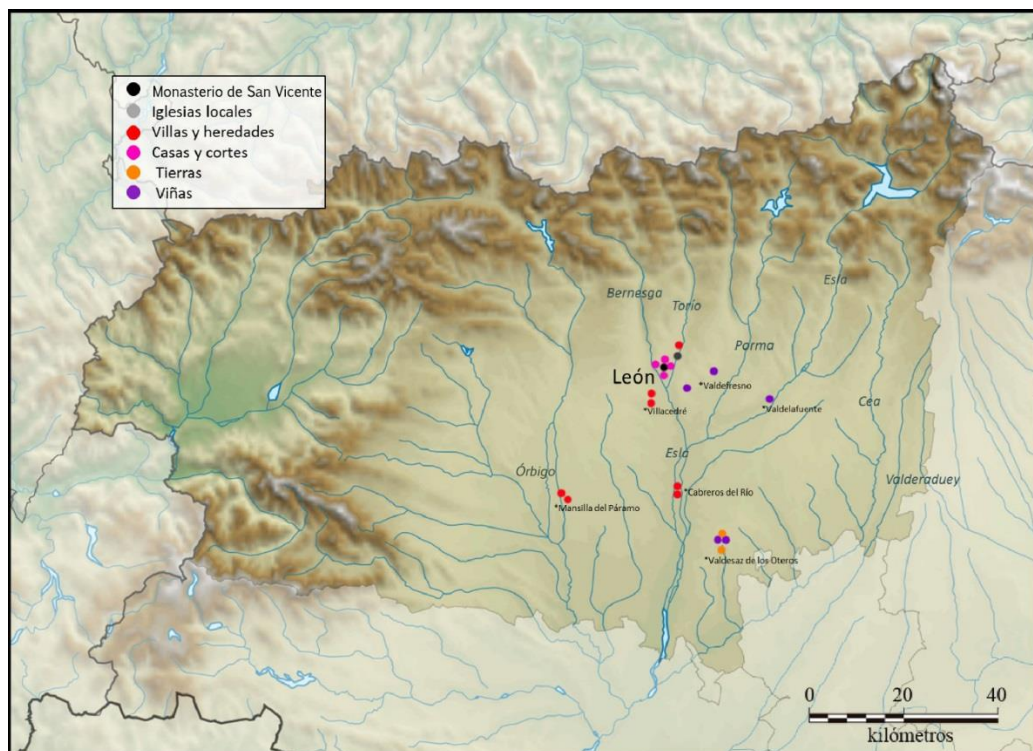 Monasterio de San Vicente
Iglesias locales
Villas y heredades
Casas y cortes
Tierras
Viñas
Bernesga
Torío
Esla
Porma
León
*Valdefresno
*Villacedré
*Valdelafuente
Cea
Órbigo
Esla
Valderaduey
*Mansilla del Páramo
*Cabreros del Río
*Valdesaz de los Oteros
0 20 40
kilómetros